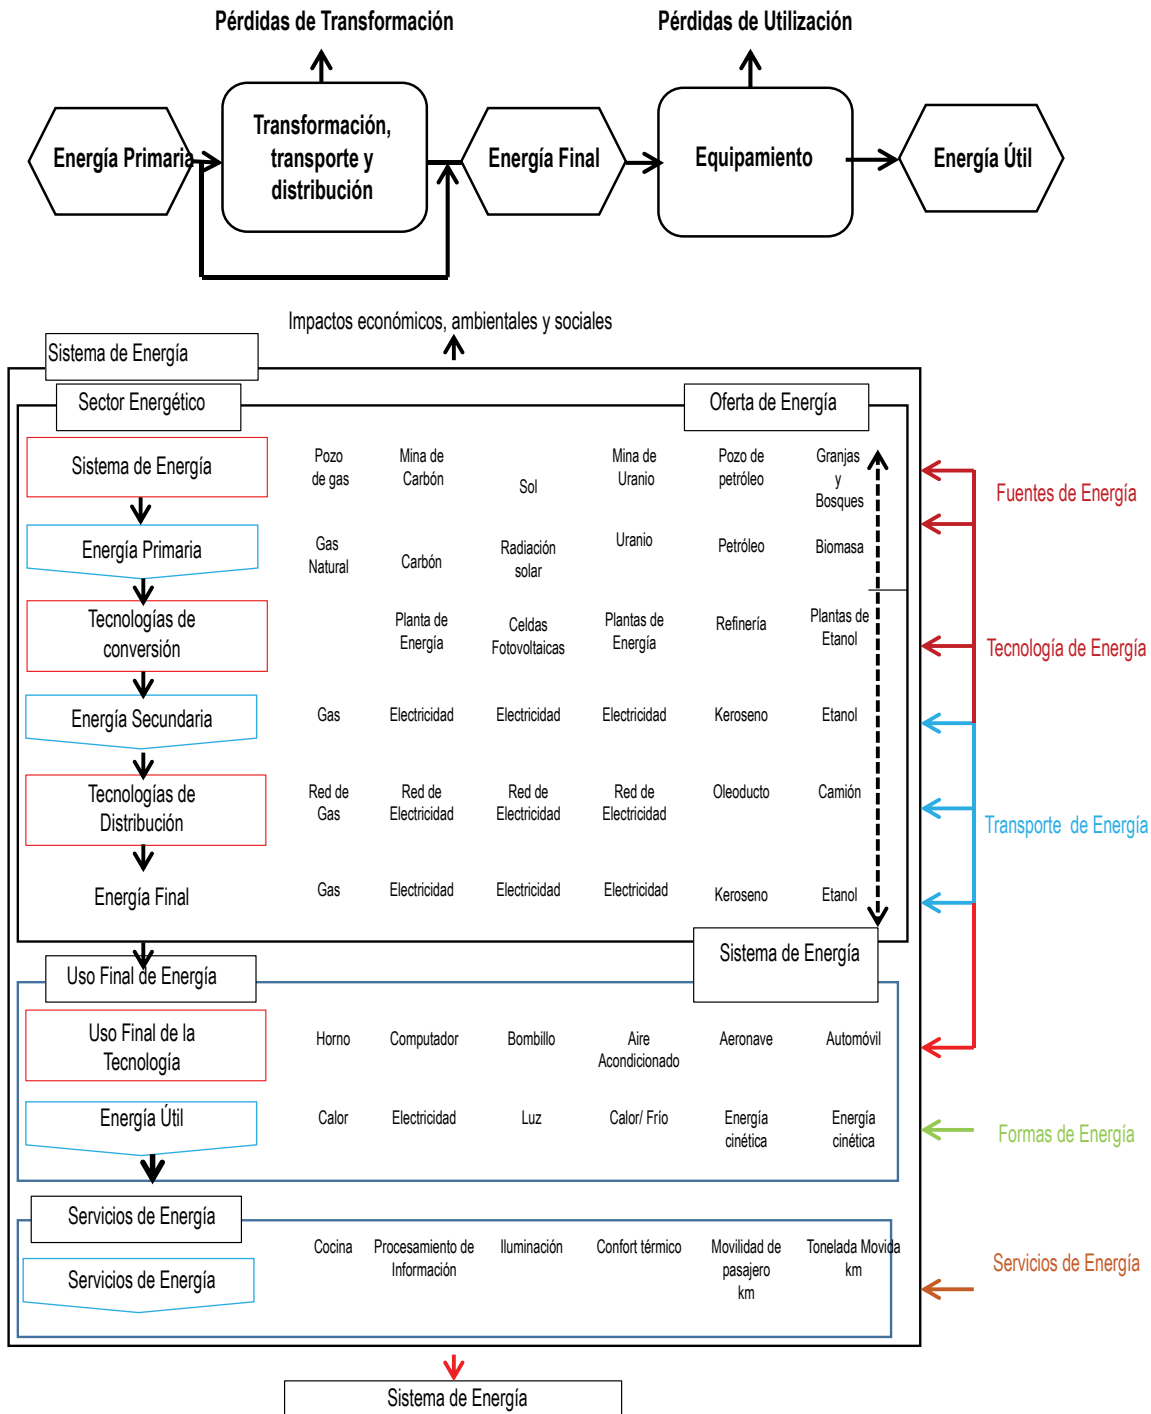 Pérdidas de Transformación
Pérdidas de Utilización
Energía Primaria
Transformación,
transporte y
distribución
Energía Final
Equipamiento
Energía Útil
Impactos económicos, ambientales y sociales
Sistema de Energía
Sector Energético
Oferta de Energía
Sistema de Energía
Pozo
de gas
Mina de
Carbón
Sol
Mina de
Uranio
Pozo de
petróleo
Granjas
y
Bosques
Fuentes de Energía
Energía Primaria
Gas
Natural
Carbón
Radiación
solar
Uranio
Petróleo
Biomasa
Tecnologías de
conversión
Planta de
Energía
Celdas
Fotovoltaicas
Plantas de
Energía
Refinería
Plantas de
Etanol
Tecnología de Energía
Energía Secundaria
Gas
Electricidad
Electricidad
Electricidad
Keroseno
Etanol
Tecnologías de
Distribución
Red de
Gas
Red de
Electricidad
Red de
Electricidad
Red de
Electricidad
Oleoducto
Camión
Transporte  de Energía
Energía Final
Gas
Electricidad
Electricidad
Electricidad
Keroseno
Etanol
Sistema de Energía
Uso Final de Energía
Uso Final de la
Tecnología
Horno
Computador
Bombillo
Aire
Acondicionado
Aeronave
Automóvil
Energía Útil
Calor
Electricidad
Luz
Calor/ Frío
Energía
cinética
Energía
cinética
Formas de Energía
Servicios de Energía
Servicios de Energía
Cocina
Procesamiento de
Información
Iluminación
Confort térmico
Movilidad de
pasajero
km
Tonelada Movida
km
Servicios de Energía
Sistema de Energía